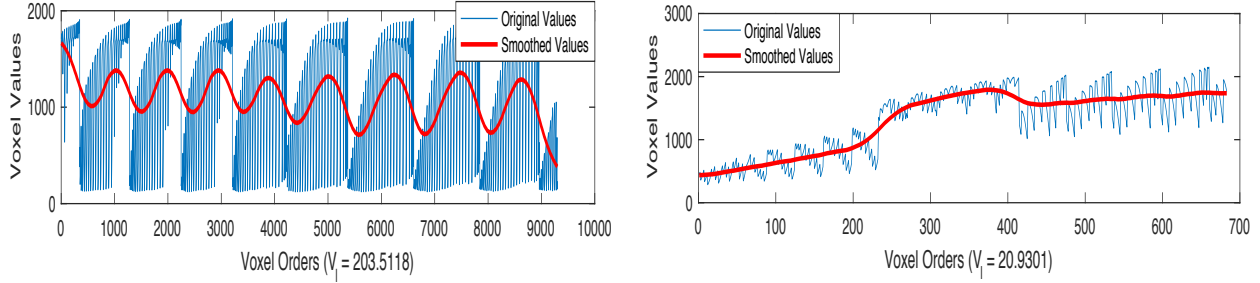 2000
1000
0
Voxel Values
Original Values
Smoothed Values
0 1000 2000 3000 4000 5000 6000 7000 8000 9000 10000
Voxel Orders (V_l = 203.5118)
3000
2000
1000
0
Voxel Values
Original Values
Smoothed Values
0 100 200 300 400 500 600 700
Voxel Orders (V_l = 20.9301)